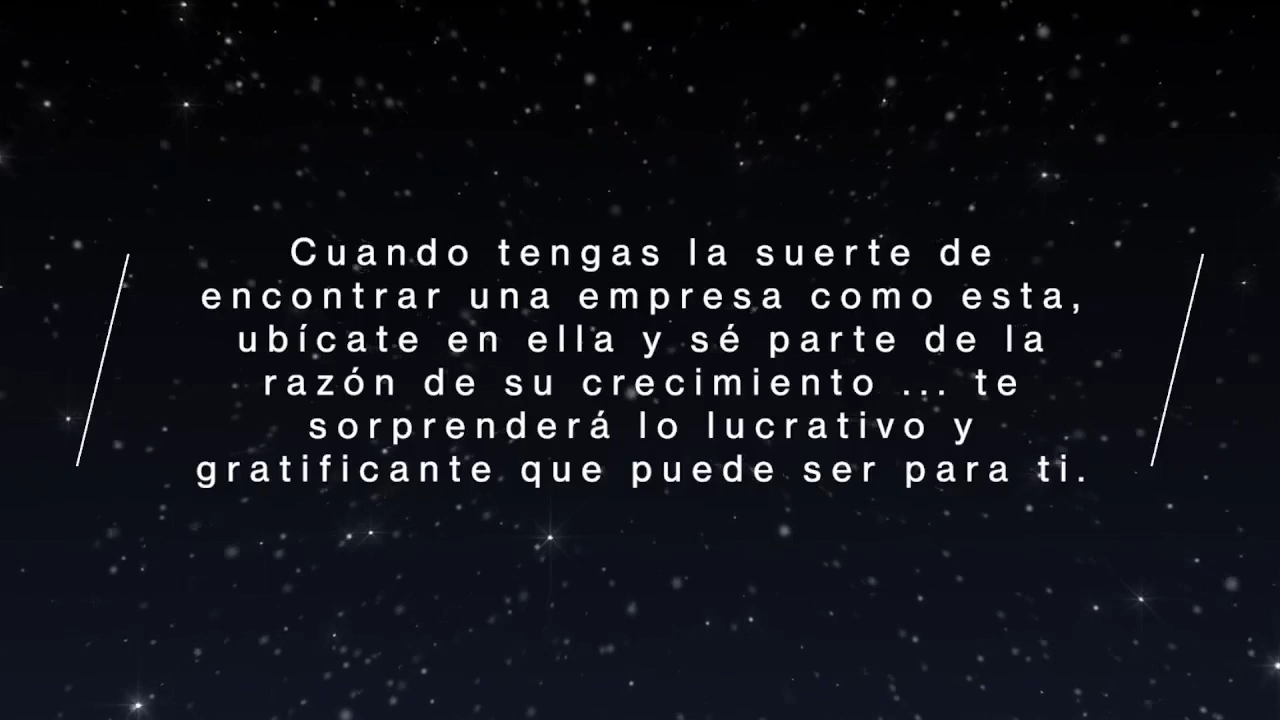 Cuando tengas la suerte de
encontrar una empresa como esta,
ubícate en ella y sé parte de la
razón de su crecimiento ... te
sorprenderá lo lucrativo y
gratificante que puede ser para ti.